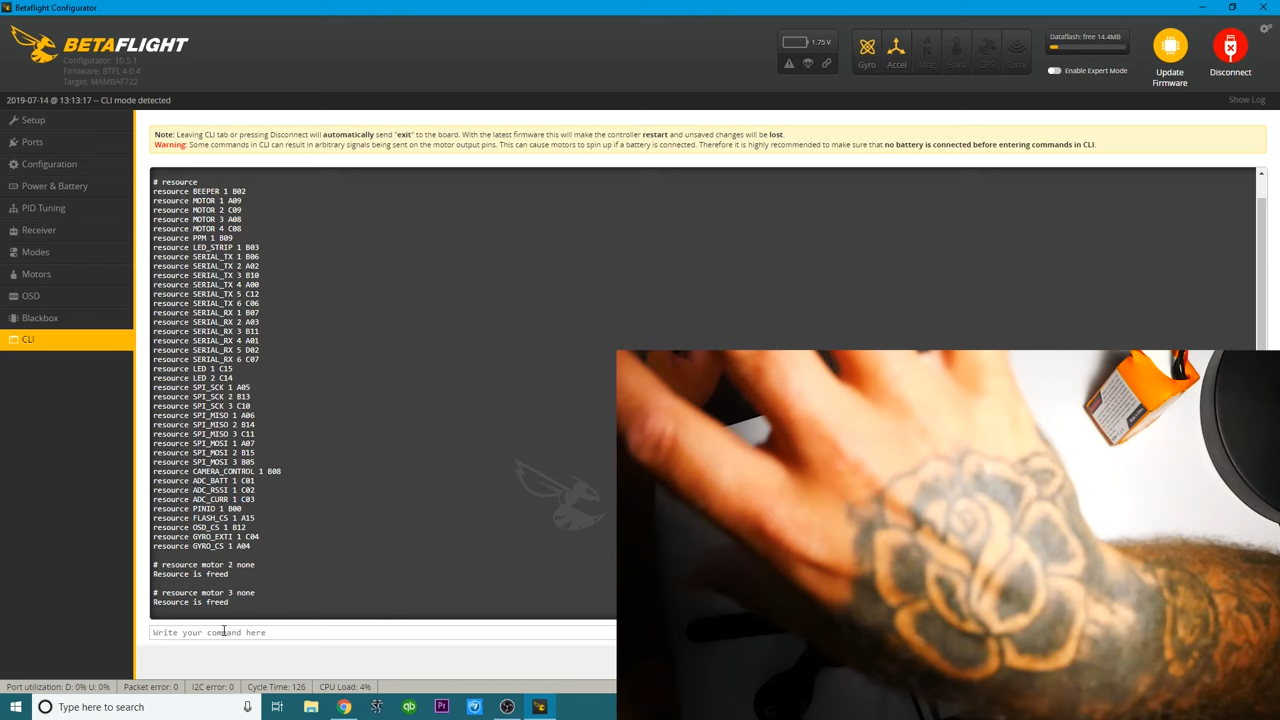 Betaflight Configurator
BETAFLIGHT
Configurator: 10.5.1
Firmware: BTFL 4.0.4
Target: MAMBAF722
1.75 V
Gyro
Accel
Mag
Baro
GPS
Sonar
Dataflash: free 14.4MB
Enable Expert Mode
Update
Firmware
Disconnect
2019-07-14 @ 13:13:17 -- CLI mode detected
Show Log
Setup
Ports
Configuration
Power & Battery
PID Tuning
Receiver
Modes
Motors
OSD
Blackbox
CLI
Note: Leaving CLI tab or pressing Disconnect will automatically send "exit" to the board. With the latest firmware this will make the controller restart and unsaved changes will be lost.
Warning: Some commands in CLI can result in arbitrary signals being sent on the motor output pins. This can cause motors to spin up if a battery is connected. Therefore it is highly recommended to make sure that no battery is connected before entering commands in CLI.
# resource
resource BEEPER 1 B02
resource MOTOR 1 A09
resource MOTOR 2 C09
resource MOTOR 3 A08
resource MOTOR 4 C08
resource PPM 1 B09
resource LED_STRIP 1 B03
resource SERIAL_TX 1 B06
resource SERIAL_TX 2 A02
resource SERIAL_TX 3 B10
resource SERIAL_TX 4 A00
resource SERIAL_TX 5 C12
resource SERIAL_TX 6 C06
resource SERIAL_RX 1 B07
resource SERIAL_RX 2 A03
resource SERIAL_RX 3 B11
resource SERIAL_RX 4 A01
resource SERIAL_RX 5 D02
resource SERIAL_RX 6 C07
resource LED 1 C15
resource LED 2 C14
resource SPI_SCK 1 A05
resource SPI_SCK 2 B13
resource SPI_SCK 3 C10
resource SPI_MISO 1 A06
resource SPI_MISO 2 B14
resource SPI_MISO 3 C11
resource SPI_MOSI 1 A07
resource SPI_MOSI 2 B15
resource SPI_MOSI 3 B05
resource CAMERA_CONTROL 1 B08
resource ADC_BATT 1 C01
resource ADC_RSSI 1 C02
resource ADC_CURR 1 C03
resource PINIO 1 B00
resource FLASH_CS 1 A15
resource OSD_CS 1 B12
resource GYRO_EXTI 1 C04
resource GYRO_CS 1 A04
# resource motor 2 none
Resource is freed
# resource motor 3 none
Resource is freed
Write your command here
Port utilization: D: 0% U: 0%
Packet error: 0
I2C error: 0
Cycle Time: 126
CPU Load: 4%
Type here to search
qb
Pr